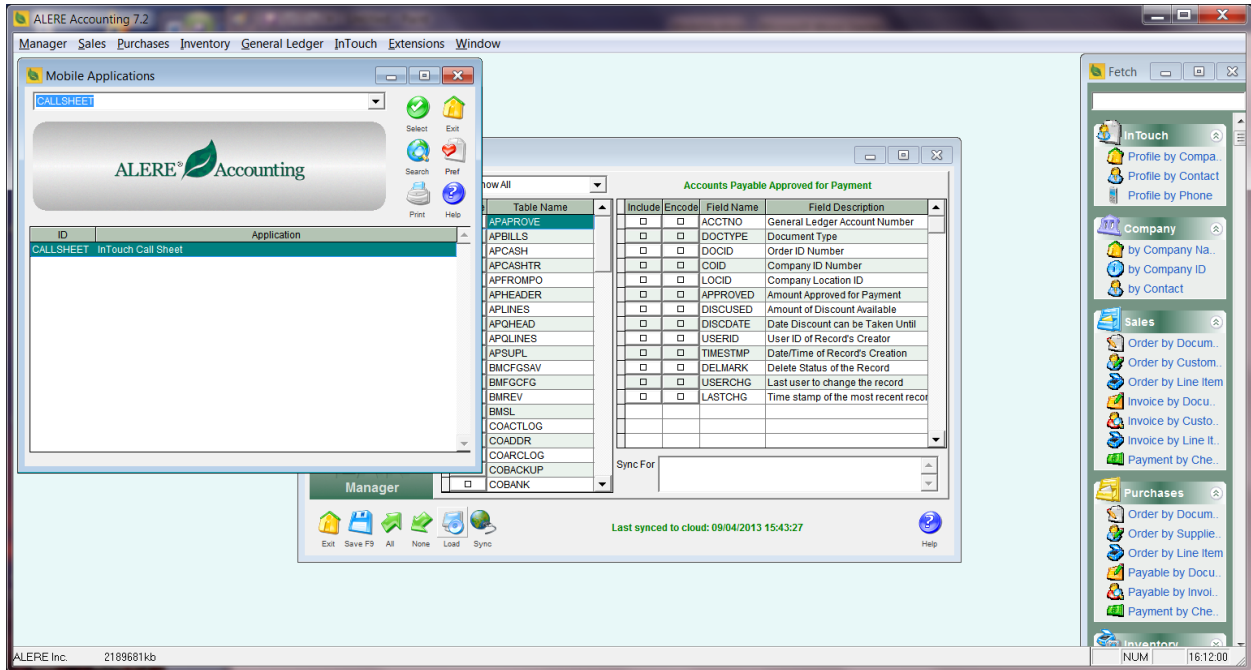 ALERE Accounting 7.2
Manager Sales Purchases Inventory General Ledger InTouch Extensions Window
Mobile Applications
CALLSHEET
Select Exit
Search Pref
Print Help
ALERE® Accounting
ID Application
CALLSHEET InTouch Call Sheet
Accounts Payable Approved for Payment
Table Name
APAPROVE
APBILLS
APCASH
APCASHTR
APFROMPO
APHEADER
APLINES
APQHEAD
APQLINES
APSUPL
BMCFGSAV
BMFGCFG
BMREV
BMSL
COACTLOG
COADDR
COARCLOG
COBACKUP
COBANK
Include Encode Field Name Field Description
ACCTNO General Ledger Account Number
DOCTYPE Document Type
DOCID Order ID Number
COID Company ID Number
LOCID Company Location ID
APPROVED Amount Approved for Payment
DISCUSED Amount of Discount Available
DISCDATE Date Discount can be Taken Until
USERID User ID of Record's Creator
TIMESTMP Date/Time of Record's Creation
DELMARK Delete Status of the Record
USERCHG Last user to change the record
LASTCHG Time stamp of the most recent recor
Sync For
Manager
Exit Save F9 All None Load Sync
Last synced to cloud: 09/04/2013 15:43:27
Help
Fetch
InTouch
Profile by Compa..
Profile by Contact
Profile by Phone
Company
by Company Na..
by Company ID
by Contact
Sales
Order by Docum..
Order by Custom..
Order by Line Item
Invoice by Docu..
Invoice by Custo..
Invoice by Line It..
Payment by Che..
Purchases
Order by Docum..
Order by Supplie..
Order by Line Item
Payable by Docu..
Payable by Invoi..
Payment by Che..
Inventory
ALERE Inc. 2189681kb
NUM 16:12:00